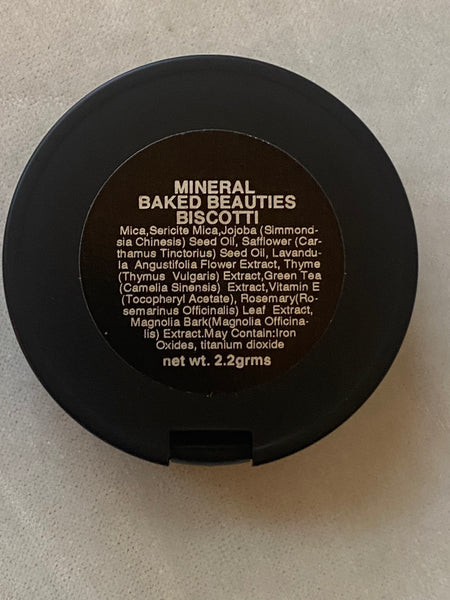 MINERAL
BAKED BEAUTIES
BISCOTTI
Mica,Sericite Mica,Jojoba (Simmond-
sia Chinesis) Seed Oil, Safflower (Car-
thamus Tinctorius) Seed Oil, Lavandu-
la Angustifolia Flower Extract, Thyme
(Thymus Vulgaris) Extract,Green Tea
(Camelia Sinensis) Extract,Vitamin E
(Tocopheryl Acetate), Rosemary(Ro-
semarinus Officinalis) Leaf Extract,
Magnolia Bark(Magnolia Officina-
lis) Extract.May Contain:Iron
Oxides, titanium dioxide
net wt. 2.2grms